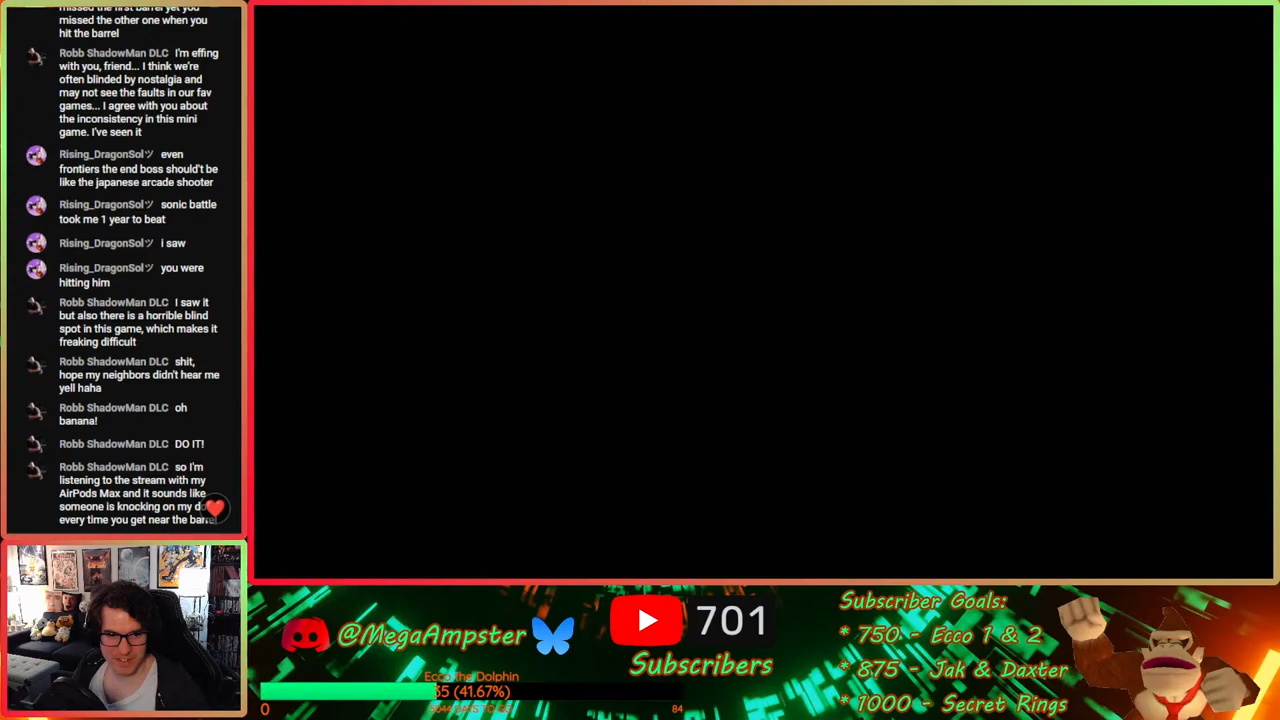 missed the first barrel yet you
missed the other one when you
hit the barrel
Robb ShadowMan DLC I'm effing
with you, friend... I think we're
often blinded by nostalgia and
may not see the faults in our fav
games... I agree with you about
the inconsistency in this mini
game. I've seen it
Rising_DragonSolツ even
frontiers the end boss should't be
like the japanese arcade shooter
Rising_DragonSolツ sonic battle
took me 1 year to beat
Rising_DragonSolツ i saw
Rising_DragonSolツ you were
hitting him
Robb ShadowMan DLC I saw it
but also there is a horrible blind
spot in this game, which makes it
freaking difficult
Robb ShadowMan DLC shit,
hope my neighbors didn't hear me
yell haha
Robb ShadowMan DLC oh
banana!
Robb ShadowMan DLC DO IT!
Robb ShadowMan DLC so I'm
listening to the stream with my
AirPods Max and it sounds like
someone is knocking on my
every time you get near the
@MegaAmpster
701
Subscribers
Ecco the Dolphin
35 (41.67%)
0
84
Subscriber Goals:
* 750 - Ecco 1 & 2
* 875 - Jak & Daxter
* 1000 - Secret Rings